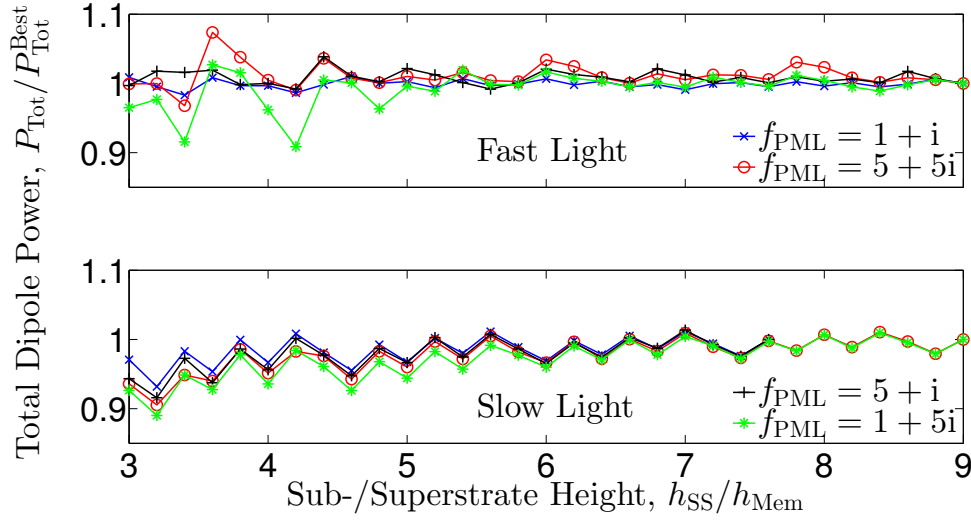 Total Dipole Power, P_Tot/P_Tot^Best
1.1
1
0.9
Fast Light
f_PML = 1 + i
f_PML = 5 + 5i
1.1
1
0.9
Slow Light
f_PML = 5 + i
f_PML = 1 + 5i
3 4 5 6 7 8 9
Sub-/Superstrate Height, h_SS/h_Mem